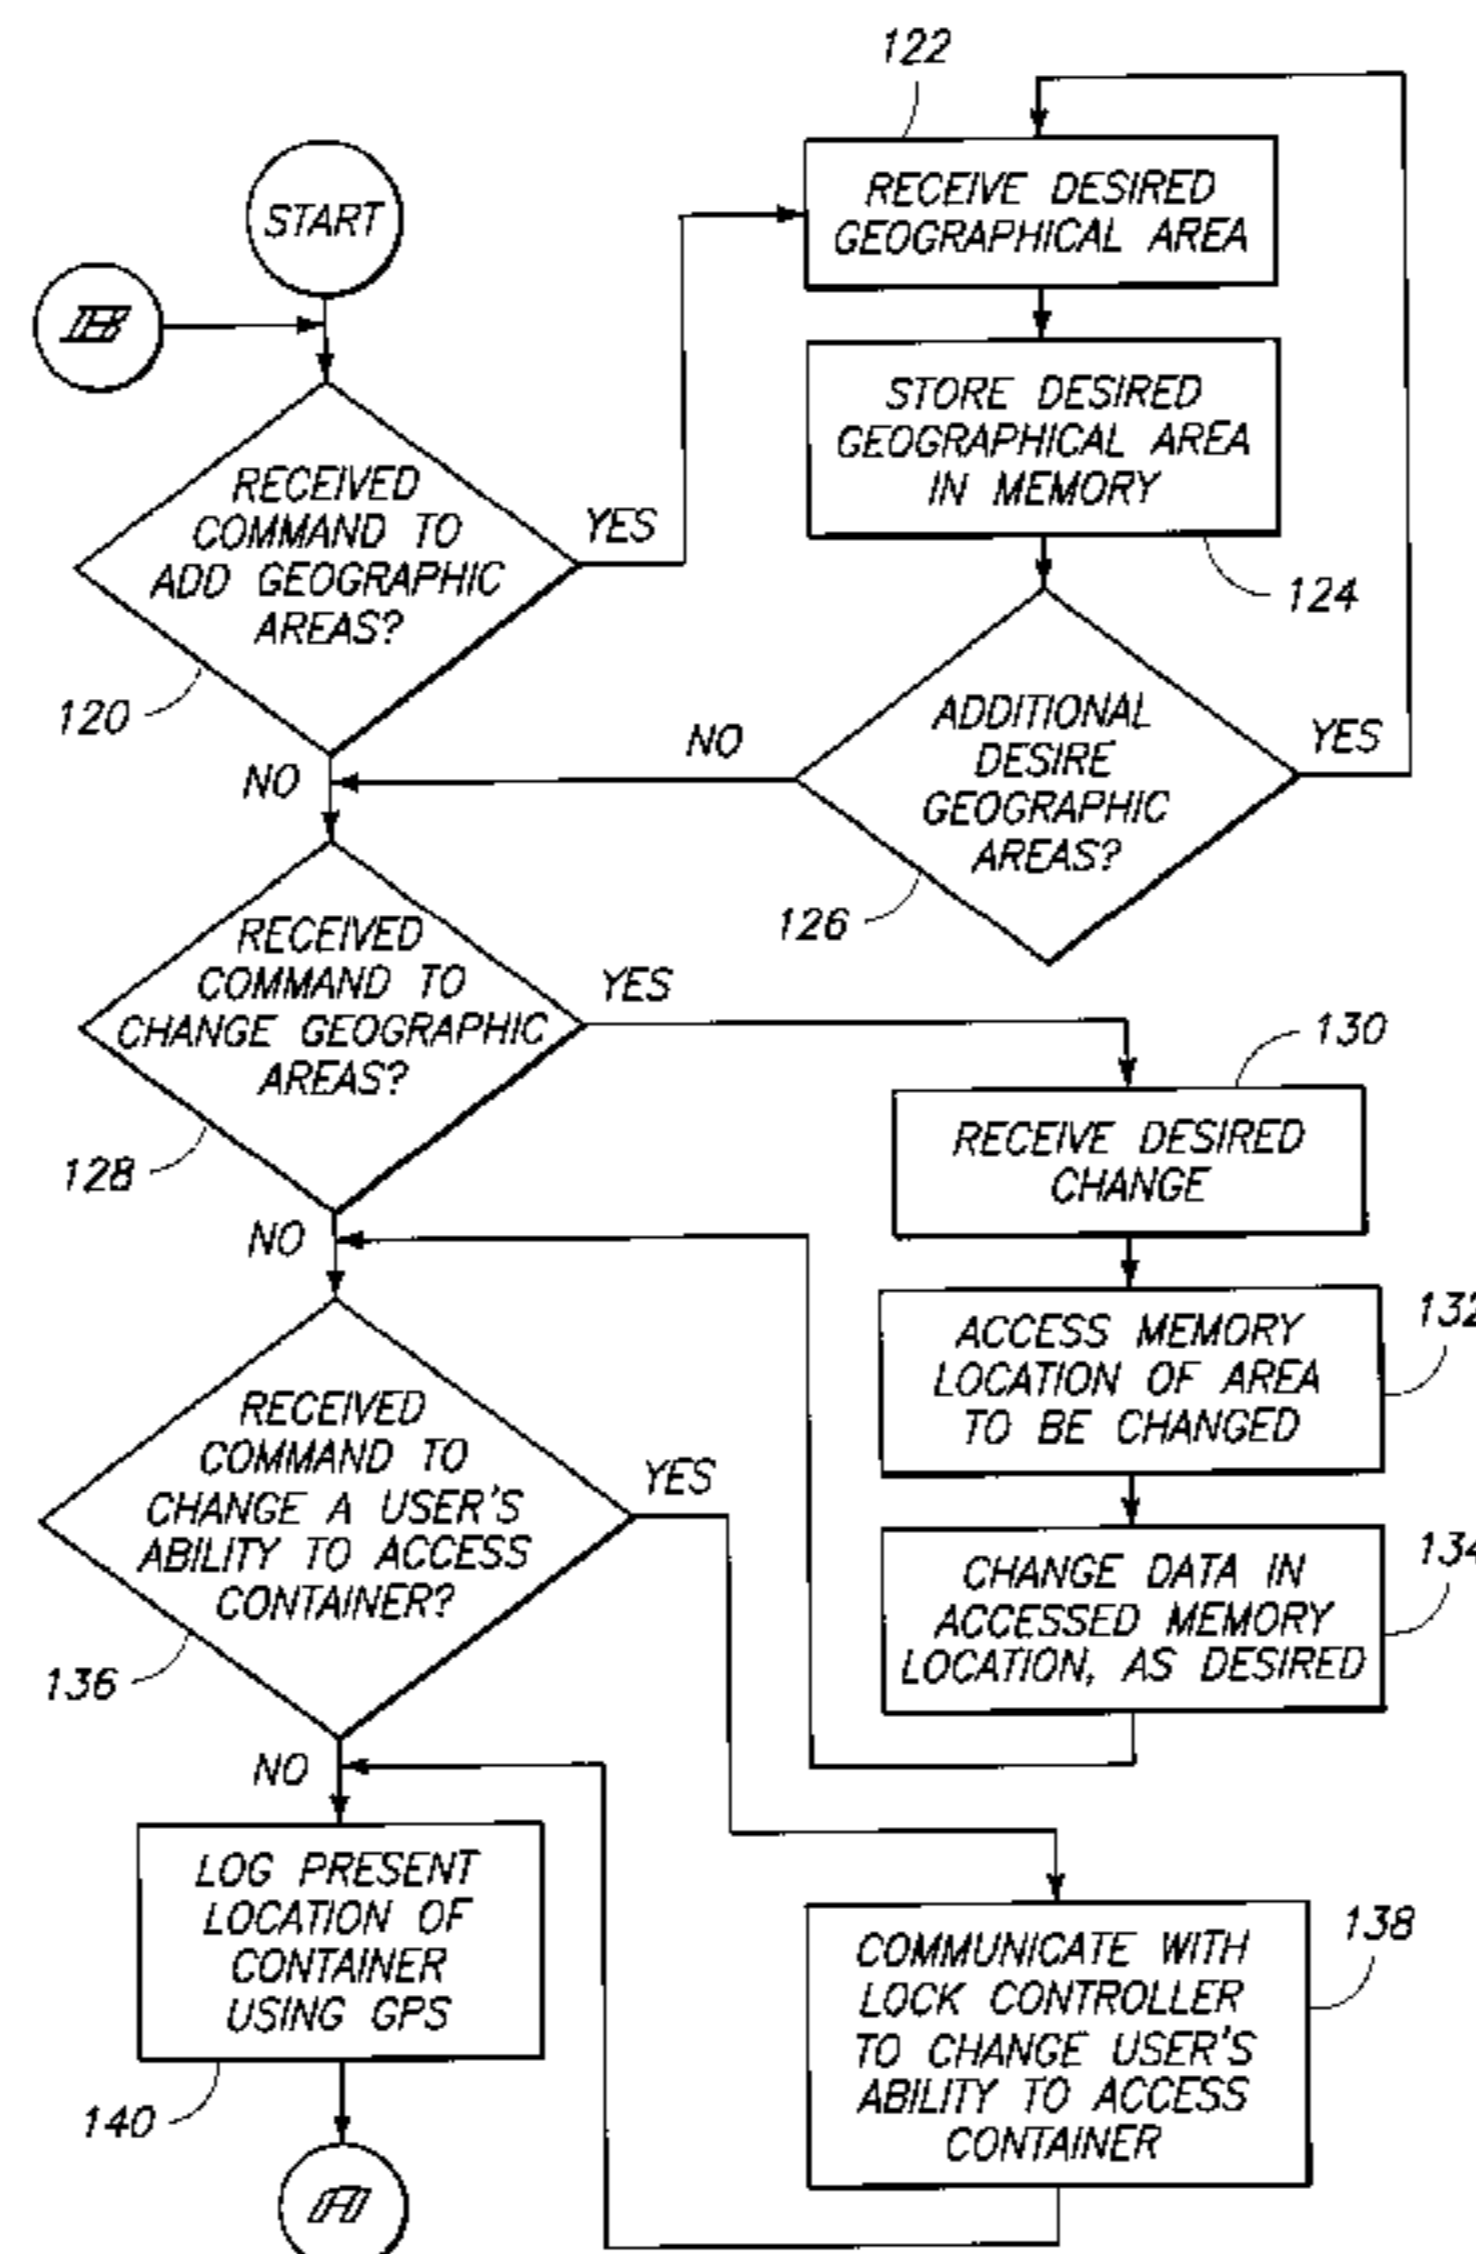 122
START
RECEIVE DESIRED
GEOGRAPHICAL AREA
STORE DESIRED
GEOGRAPHICAL AREA
IN MEMORY
124
RECEIVED
COMMAND TO
ADD GEOGRAPHIC
AREAS?
YES
120
NO
ADDITIONAL
DESIRE
GEOGRAPHIC
AREAS?
YES
NO
126
RECEIVED
COMMAND TO
CHANGE GEOGRAPHIC
AREAS?
YES
128
NO
130
RECEIVE DESIRED
CHANGE
132
ACCESS MEMORY
LOCATION OF AREA
TO BE CHANGED
134
CHANGE DATA IN
ACCESSED MEMORY
LOCATION, AS DESIRED
RECEIVED
COMMAND TO
CHANGE A USER'S
ABILITY TO ACCESS
CONTAINER?
YES
136
NO
LOG PRESENT
LOCATION OF
CONTAINER
USING GPS
140
138
COMMUNICATE WITH
LOCK CONTROLLER
TO CHANGE USER'S
ABILITY TO ACCESS
CONTAINER